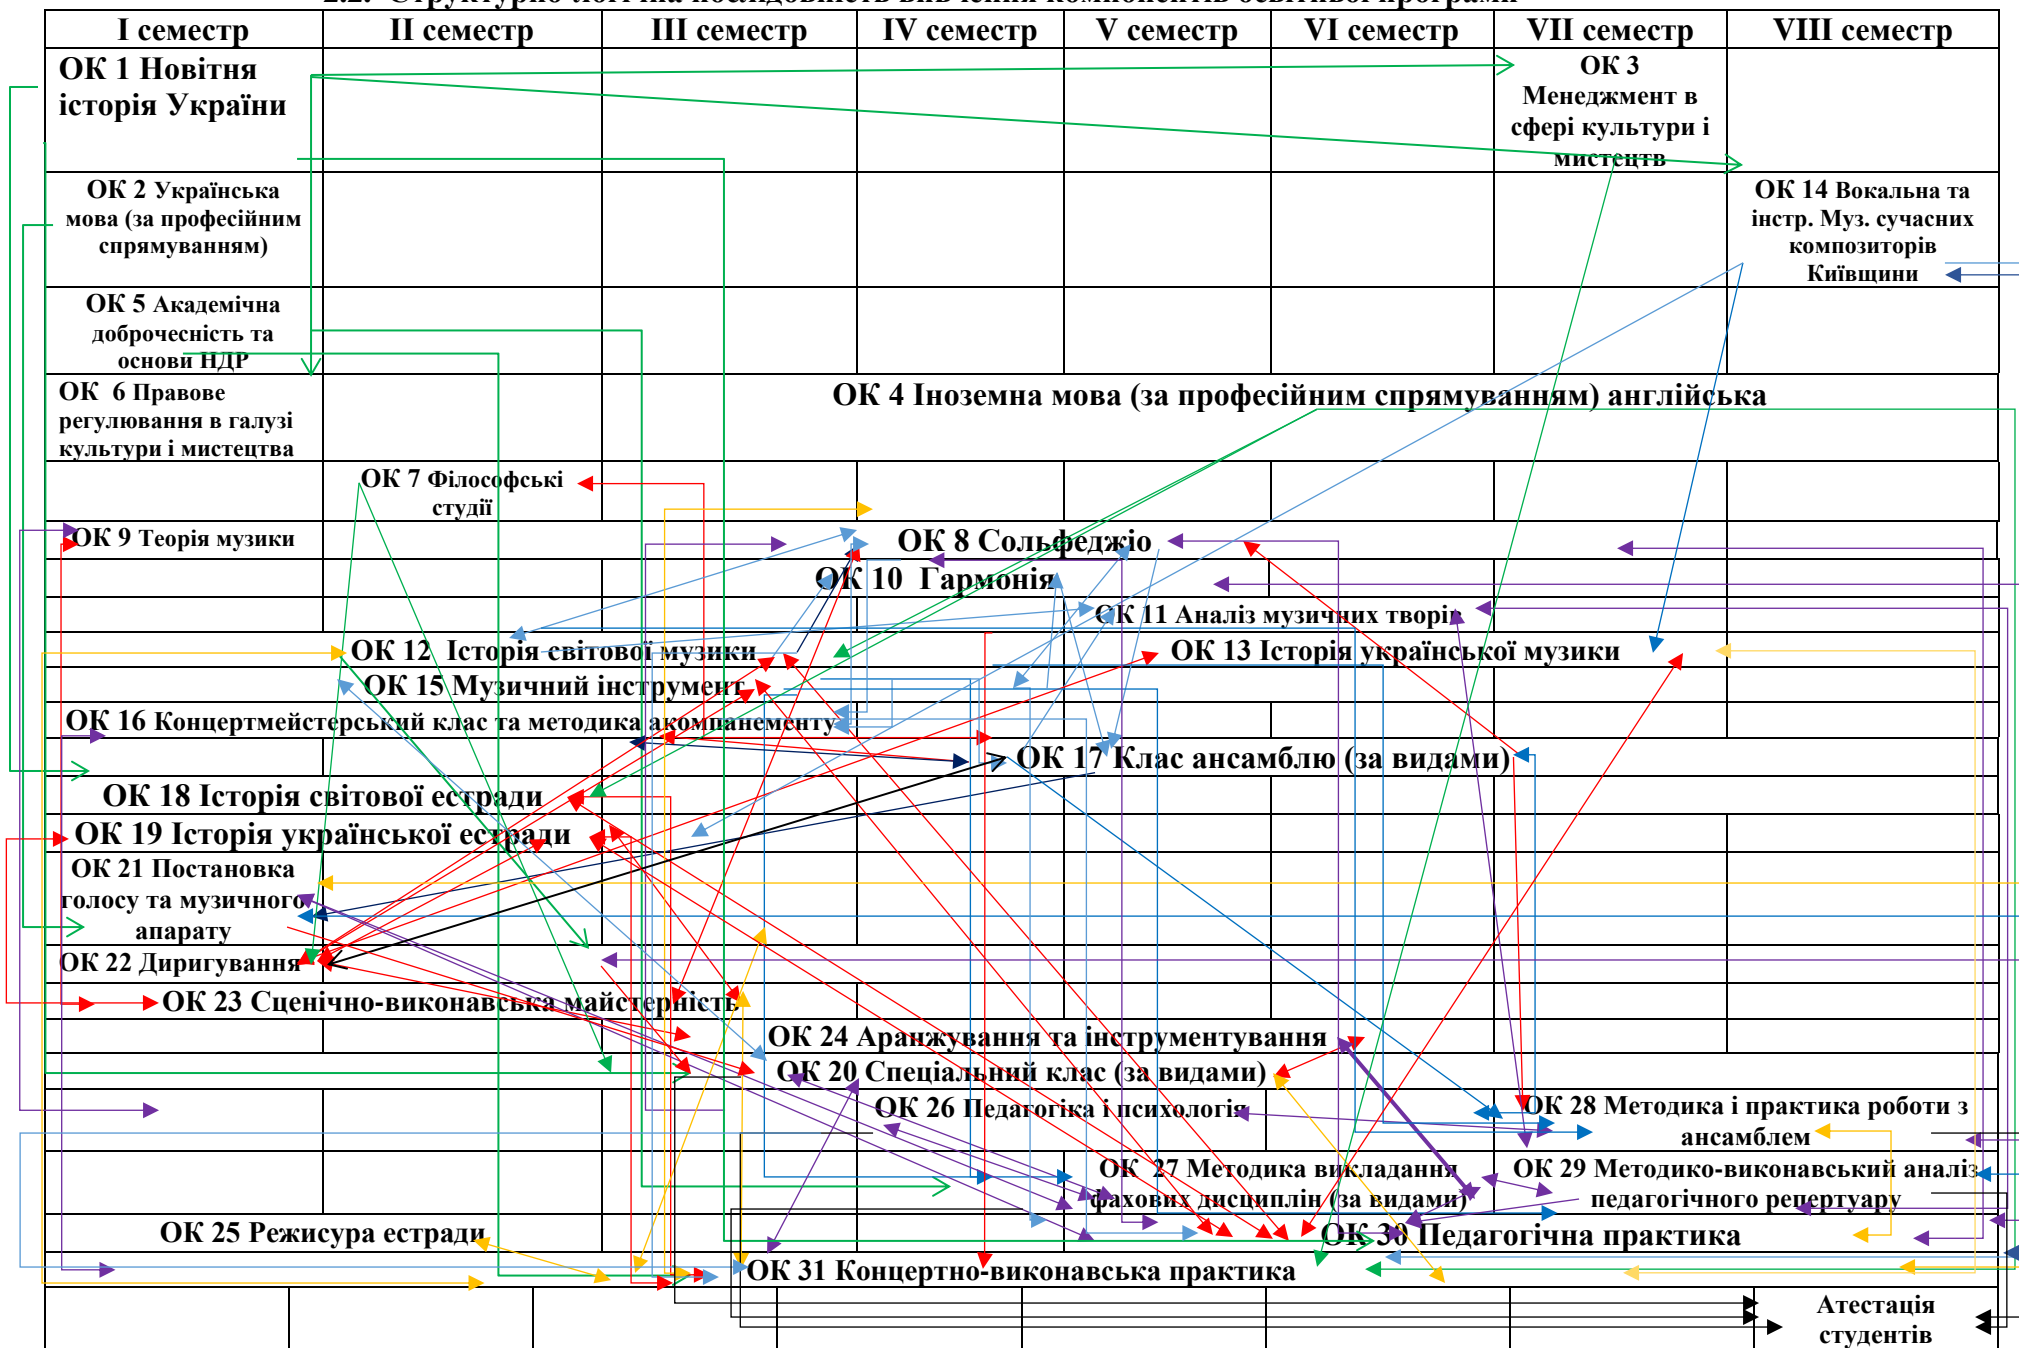 2.2. Структурно-логічна послідовність вивчення компонентів освітньої програми
I семестр II семестр III семестр IV семестр V семестр VI семестр VII семестр VIII семестр
ОК 1 Новітня
історія України
ОК 3
Менеджмент в
сфері культури і
мистецтв
ОК 2 Українська
мова (за професійним
спрямуванням)
ОК 14 Вокальна та
інстр. Муз. сучасних
композиторів
Київщини
ОК 5 Академічна
доброчесність та
основи НДР
ОК 6 Правове
регулювання в галузі
культури і мистецтва
ОК 4 Іноземна мова (за професійним спрямуванням) англійська
ОК 7 Філософські
студії
ОК 9 Теорія музики
ОК 8 Сольфеджіо
ОК 10 Гармонія
ОК 11 Аналіз музичних творів
ОК 12 Історія світової музики
ОК 13 Історія української музики
ОК 15 Музичний інструмент
ОК 16 Концертмейстерський клас та методика акомпанементу
ОК 17 Клас ансамблю (за видами)
ОК 18 Історія світової естради
ОК 19 Історія української естради
ОК 21 Постановка
голосу та музичного
апарату
ОК 22 Диригування
ОК 23 Сценічно-виконавська майстерність
ОК 24 Аранжування та інструментування
ОК 20 Спеціальний клас (за видами)
ОК 26 Педагогіка і психологія
ОК 28 Методика і практика роботи з
ансамблем
ОК 27 Методика викладання
фахових дисциплін (за видами)
ОК 29 Методико-виконавський аналіз
педагогічного репертуару
ОК 25 Режисура естради
ОК 30 Педагогічна практика
ОК 31 Концертно-виконавська практика
Атестація
студентів